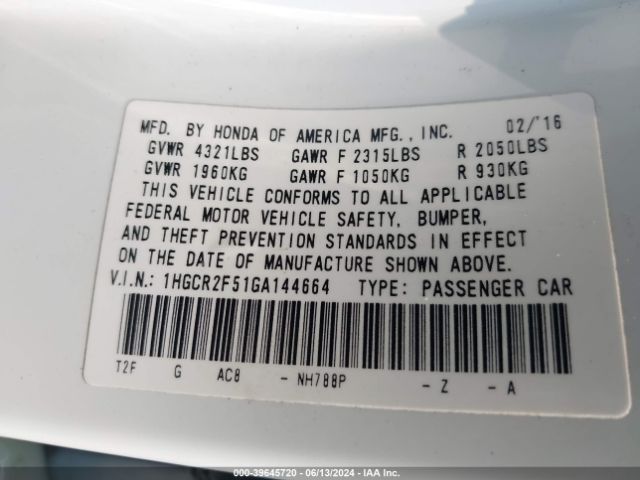 MFD. BY HONDA OF AMERICA MFG., INC. 02/'16
GVWR 4321LBS GAWR F 2315LBS R 2050LBS
GVWR 1960KG GAWR F 1050KG R 930KG
THIS VEHICLE CONFORMS TO ALL APPLICABLE
FEDERAL MOTOR VEHICLE SAFETY, BUMPER,
AND THEFT PREVENTION STANDARDS IN EFFECT
ON THE DATE OF MANUFACTURE SHOWN ABOVE.
V.I.N.: 1HGCR2F51GA144664 TYPE: PASSENGER CAR
T2F G AC8 - NH788P - Z - A
000-39645720 - 06/13/2024 - IAA Inc.